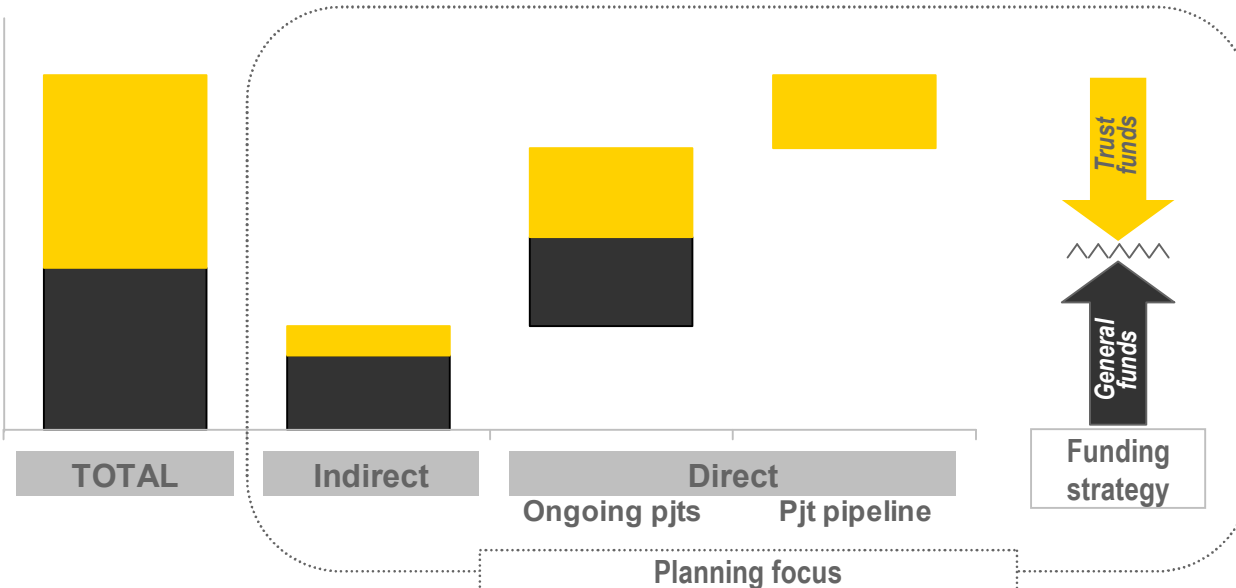 Trust
funds
General
funds
TOTAL
Indirect
Direct
Funding
strategy
Ongoing pjts
Pjt pipeline
Planning focus